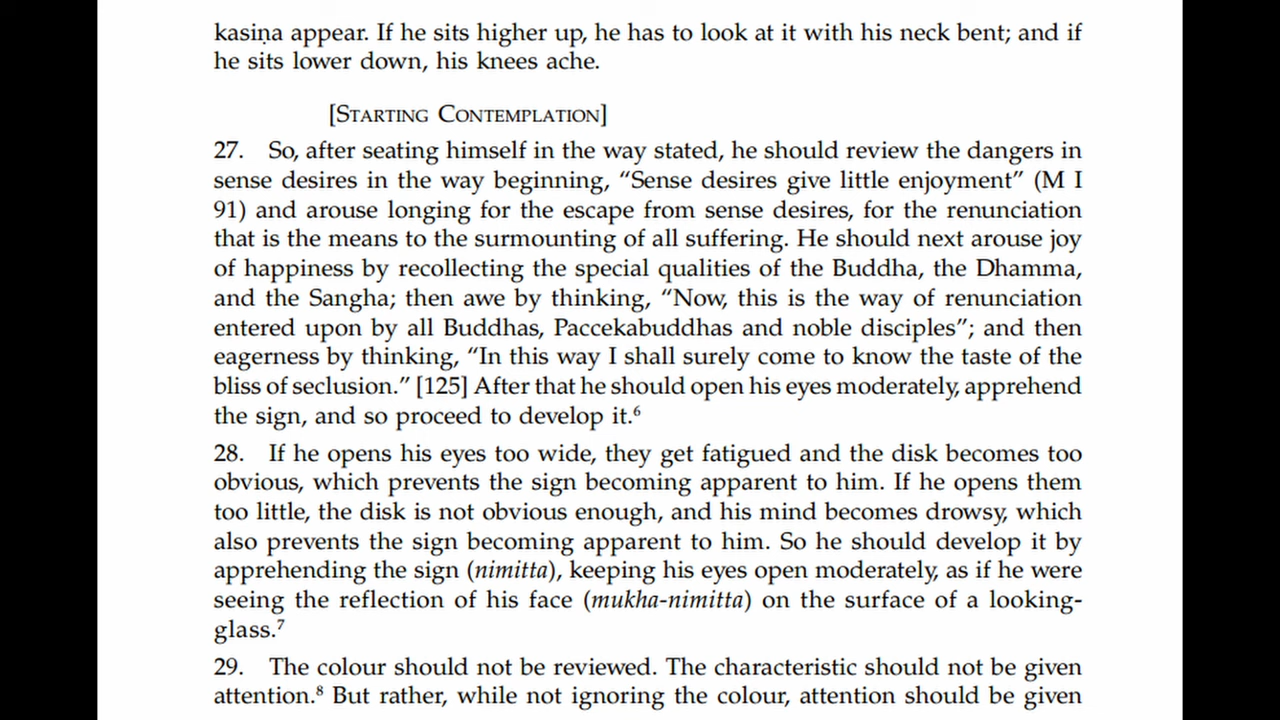 kasiṇa appear. If he sits higher up, he has to look at it with his neck bent; and if
he sits lower down, his knees ache.
[Starting Contemplation]
27. So, after seating himself in the way stated, he should review the dangers in
sense desires in the way beginning, “Sense desires give little enjoyment” (M I
91) and arouse longing for the escape from sense desires, for the renunciation
that is the means to the surmounting of all suffering. He should next arouse joy
of happiness by recollecting the special qualities of the Buddha, the Dhamma,
and the Sangha; then awe by thinking, “Now, this is the way of renunciation
entered upon by all Buddhas, Paccekabuddhas and noble disciples”; and then
eagerness by thinking, “In this way I shall surely come to know the taste of the
bliss of seclusion.” [125] After that he should open his eyes moderately, apprehend
the sign, and so proceed to develop it.⁶
28. If he opens his eyes too wide, they get fatigued and the disk becomes too
obvious, which prevents the sign becoming apparent to him. If he opens them
too little, the disk is not obvious enough, and his mind becomes drowsy, which
also prevents the sign becoming apparent to him. So he should develop it by
apprehending the sign (nimitta), keeping his eyes open moderately, as if he were
seeing the reflection of his face (mukha-nimitta) on the surface of a looking-
glass.⁷
29. The colour should not be reviewed. The characteristic should not be given
attention.⁸ But rather, while not ignoring the colour, attention should be given